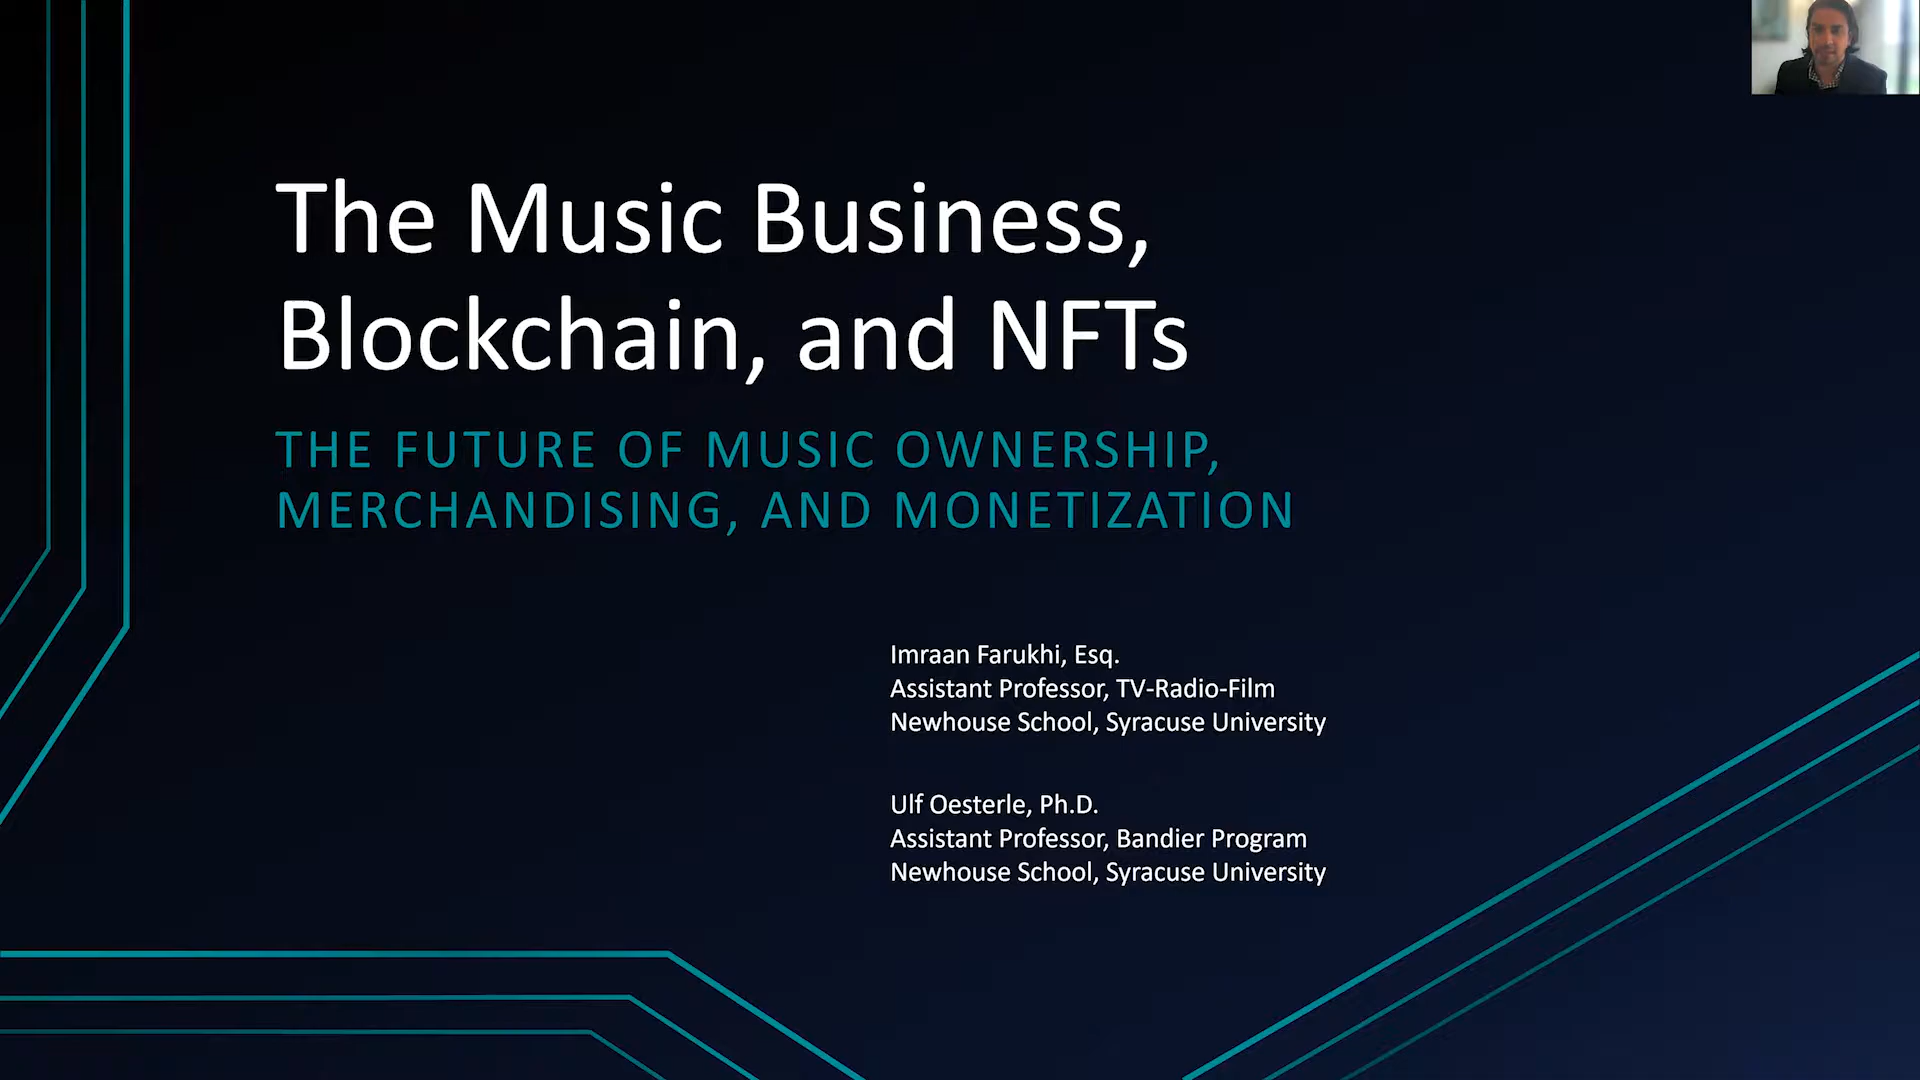 The Music Business,
Blockchain, and NFTs
THE FUTURE OF MUSIC OWNERSHIP,
MERCHANDISING, AND MONETIZATION
Imraan Farukhi, Esq.
Assistant Professor, TV-Radio-Film
Newhouse School, Syracuse University
Ulf Oesterle, Ph.D.
Assistant Professor, Bandier Program
Newhouse School, Syracuse University